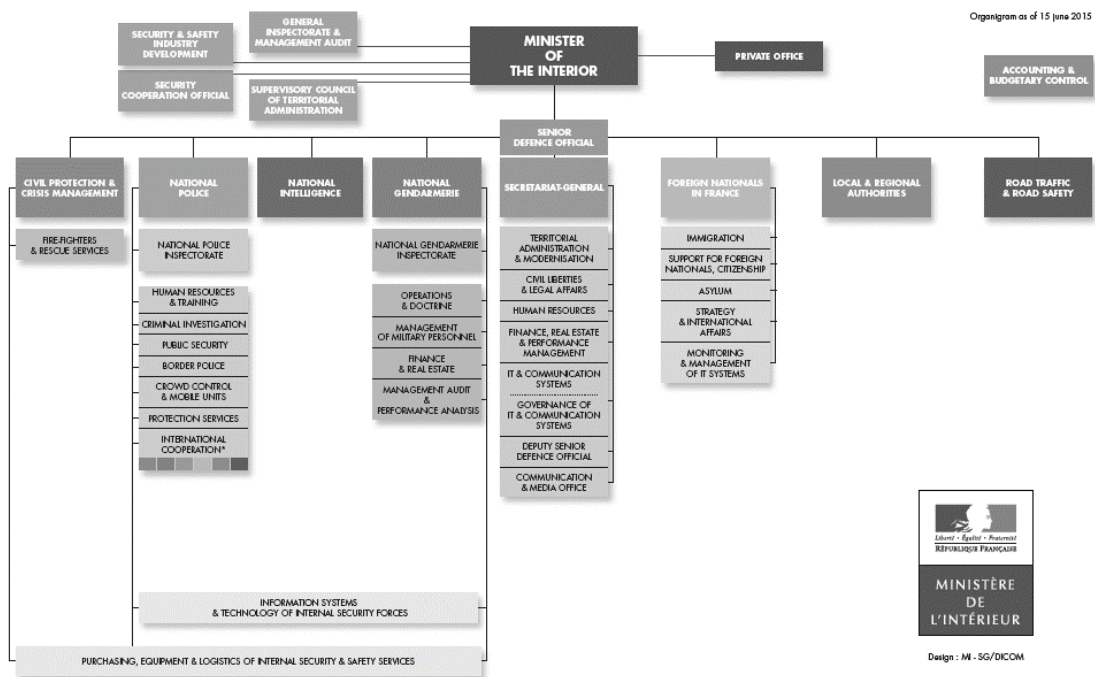 Organigram as of 15 june 2015
SECURITY & SAFETY
INDUSTRY
DEVELOPMENT
GENERAL
INSPECTORATE &
MANAGEMENT AUDIT
MINISTER
OF
THE INTERIOR
PRIVATE OFFICE
ACCOUNTING &
BUDGETARY CONTROL
SECURITY
COOPERATION OFFICIAL
SUPERVISORY COUNCIL
OF TERRITORIAL
ADMINISTRATION
SENIOR
DEFENCE OFFICIAL
CIVIL PROTECTION &
CRISIS MANAGEMENT
FIRE-FIGHTERS
& RESCUE SERVICES
NATIONAL
POLICE
NATIONAL POLICE
INSPECTORATE
HUMAN RESOURCES
& TRAINING
CRIMINAL INVESTIGATION
PUBLIC SECURITY
BORDER POLICE
CROWD CONTROL
& MOBILE UNITS
PROTECTION SERVICES
INTERNATIONAL
COOPERATION*
NATIONAL
INTELLIGENCE
NATIONAL
GENDARMERIE
NATIONAL GENDARMERIE
INSPECTORATE
OPERATIONS
& DOCTRINE
MANAGEMENT
OF MILITARY PERSONNEL
FINANCE
& REAL ESTATE
MANAGEMENT AUDIT
&
PERFORMANCE ANALYSIS
SECRETARIAT-GENERAL
TERRITORIAL
ADMINISTRATION
& MODERNISATION
CIVIL LIBERTIES
& LEGAL AFFAIRS
HUMAN RESOURCES
FINANCE, REAL ESTATE
& PERFORMANCE
MANAGEMENT
IT & COMMUNICATION
SYSTEMS
GOVERNANCE OF
IT & COMMUNICATION
SYSTEMS
DEPUTY SENIOR
DEFENCE OFFICIAL
COMMUNICATION
& MEDIA OFFICE
FOREIGN NATIONALS
IN FRANCE
IMMIGRATION
SUPPORT FOR FOREIGN
NATIONALS, CITIZENSHIP
ASYLUM
STRATEGY
& INTERNATIONAL
AFFAIRS
MONITORING
& MANAGEMENT
OF IT SYSTEMS
LOCAL & REGIONAL
AUTHORITIES
ROAD TRAFFIC
& ROAD SAFETY
INFORMATION SYSTEMS
& TECHNOLOGY OF INTERNAL SECURITY FORCES
PURCHASING, EQUIPMENT & LOGISTICS OF INTERNAL SECURITY & SAFETY SERVICES
Liberté • Égalité • Fraternité
RÉPUBLIQUE FRANÇAISE
MINISTÈRE
DE
L'INTÉRIEUR
Design : MI - SG/DICOM